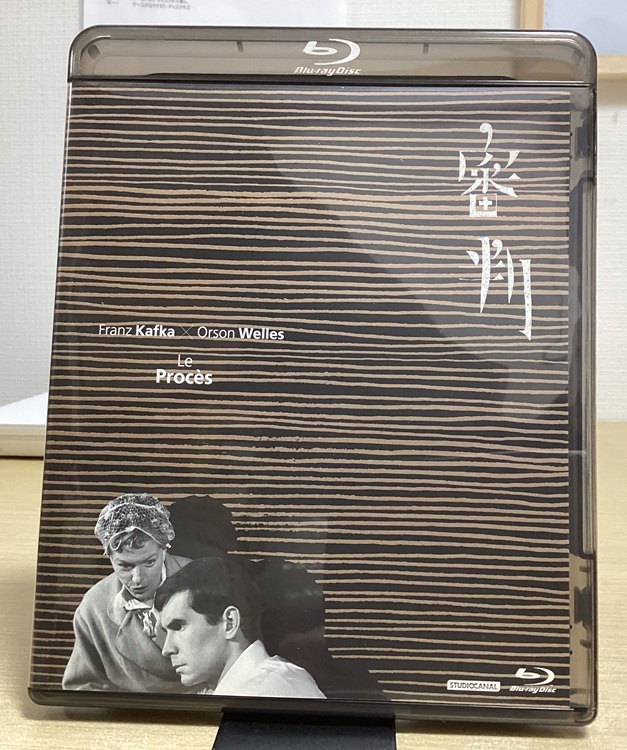 Blu-ray Disc
審判
Franz Kafka × Orson Welles
Le
Procès
STUDIOCANAL
Blu-ray Disc